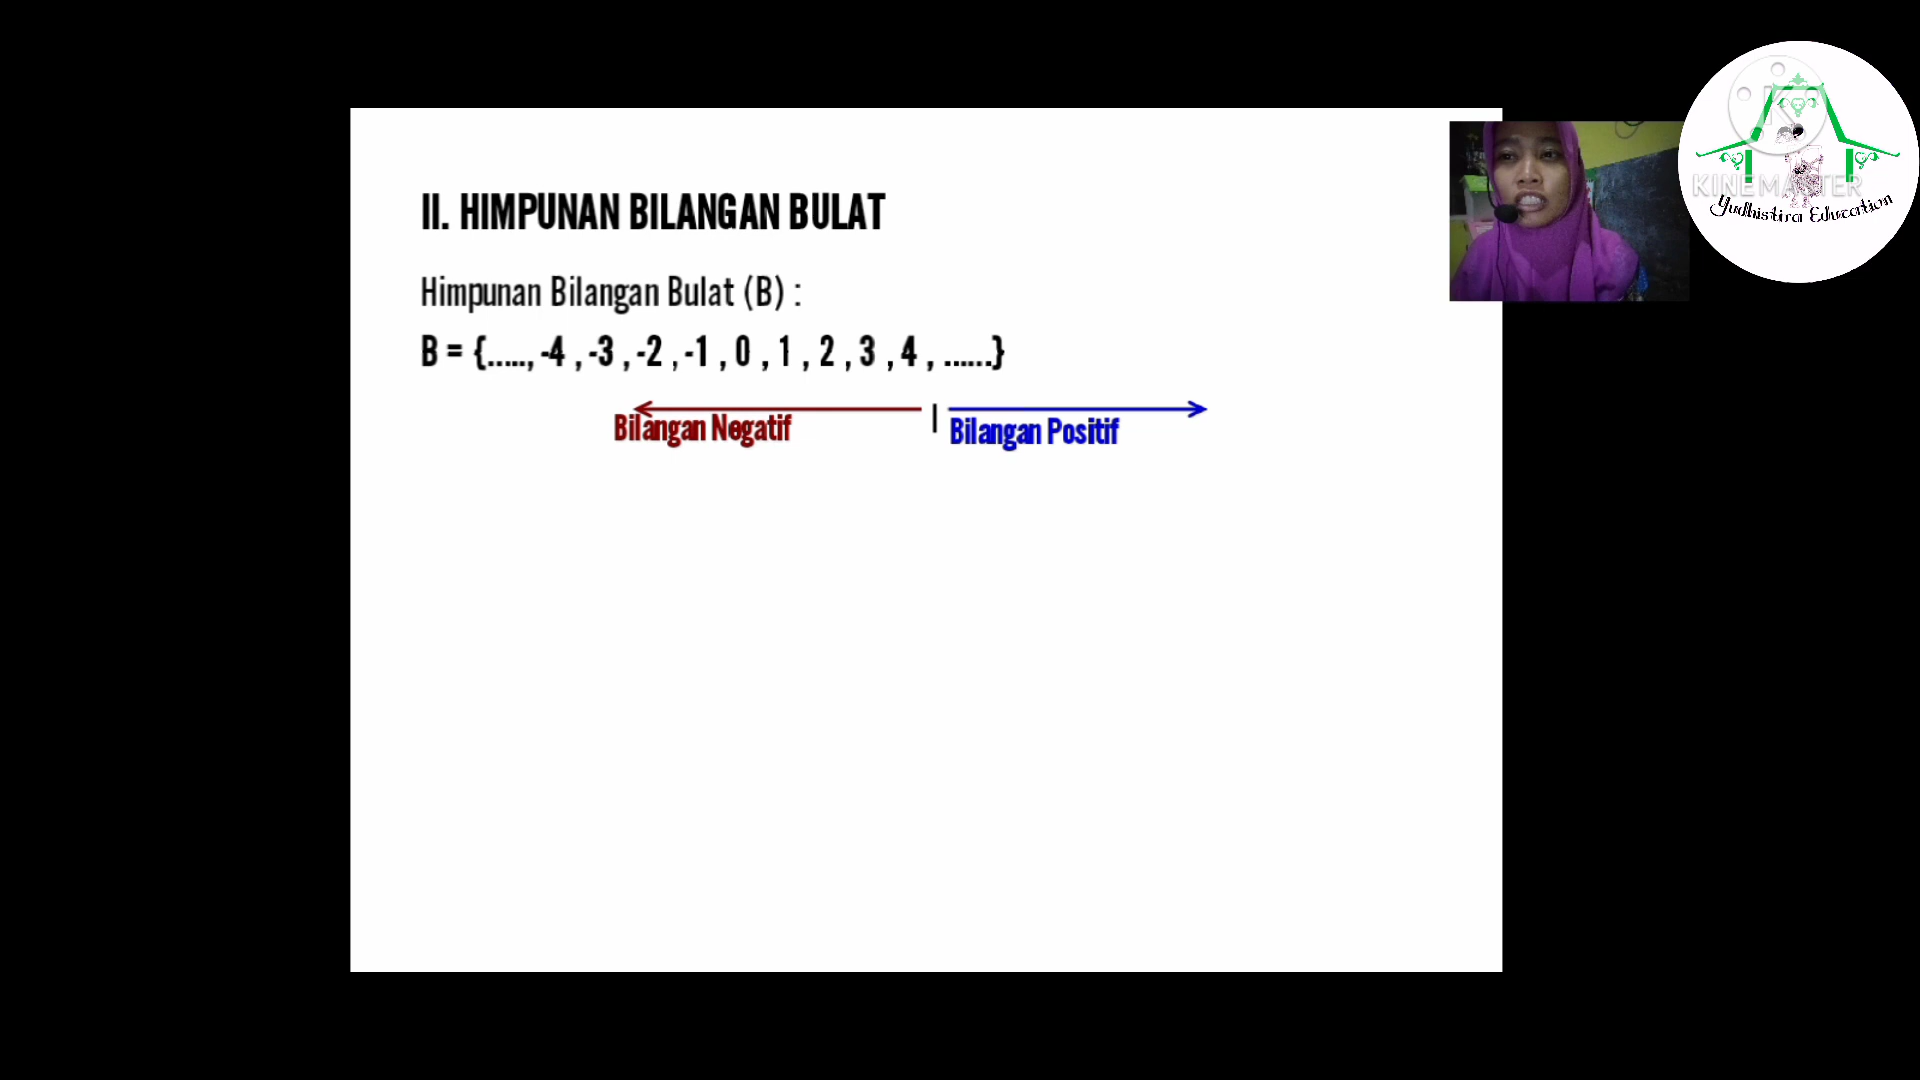 II. HIMPUNAN BILANGAN BULAT
Himpunan Bilangan Bulat (B) :
B = {....., -4 , -3 , -2 , -1 , 0 , 1 , 2 , 3 , 4 , ......}
Bilangan Negatif | Bilangan Positif
KINEMASTER
Yudhistira Education